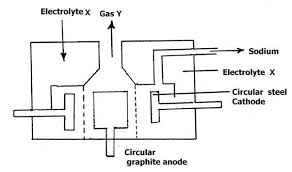 Electrolyte X
Gas Y
Sodium
Electrolyte X
Circular steel
Cathode
Circular
graphite anode